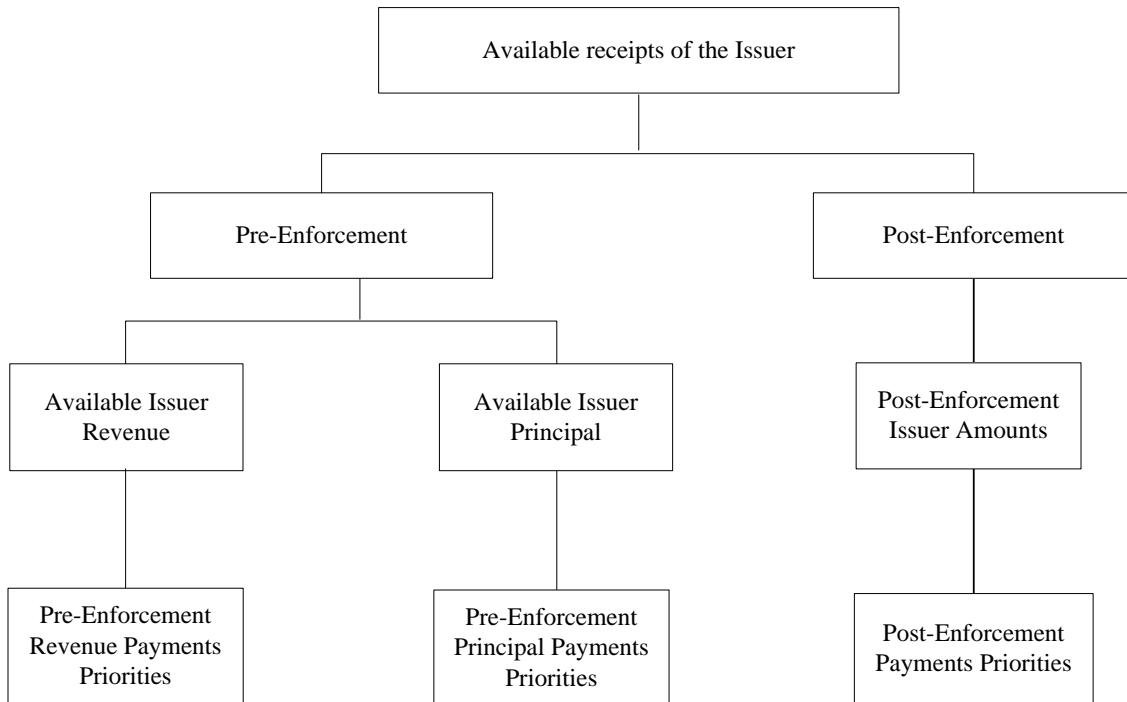 Available receipts of the Issuer
Pre-Enforcement
Post-Enforcement
Available Issuer
Revenue
Available Issuer
Principal
Post-Enforcement
Issuer Amounts
Pre-Enforcement
Revenue Payments
Priorities
Pre-Enforcement
Principal Payments
Priorities
Post-Enforcement
Payments Priorities